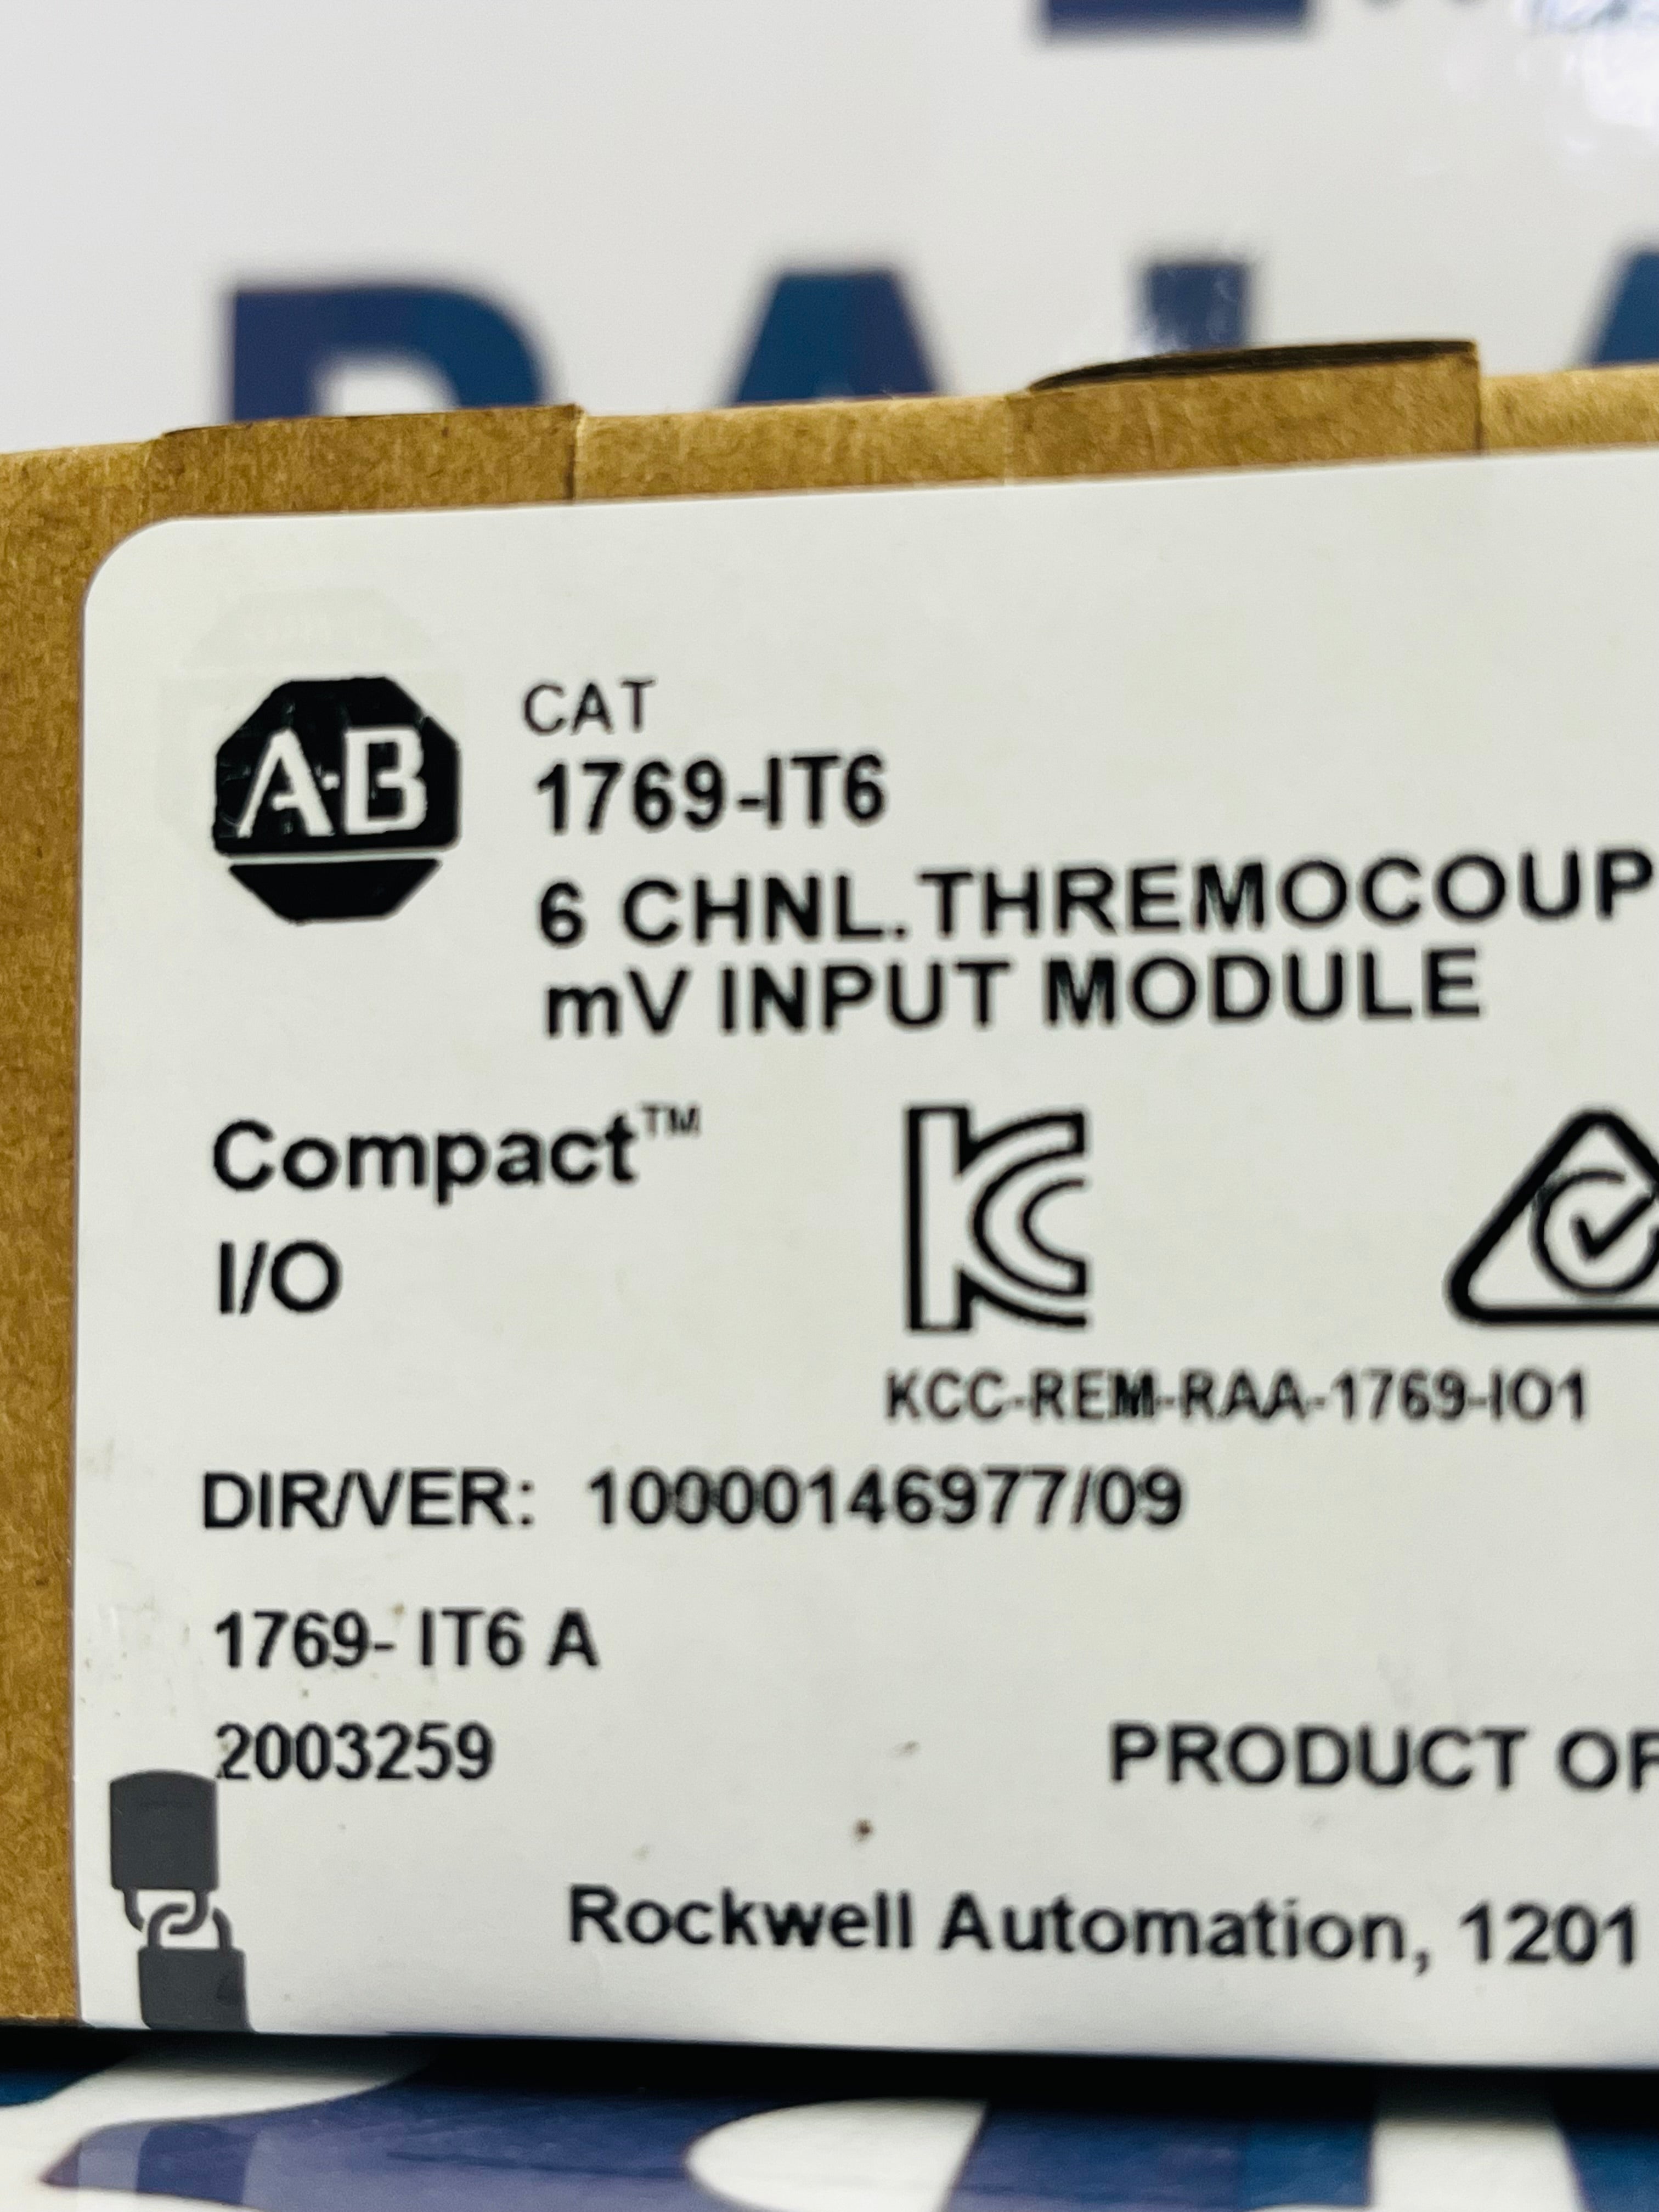 A·B
CAT
1769-IT6
6 CHNL.THREMOCOUP
mV INPUT MODULE
Compact™
I/O
KC
KCC-REM-RAA-1769-IO1
DIR/VER: 10000146977/09
1769- IT6 A
2003259
PRODUCT OF
Rockwell Automation, 1201